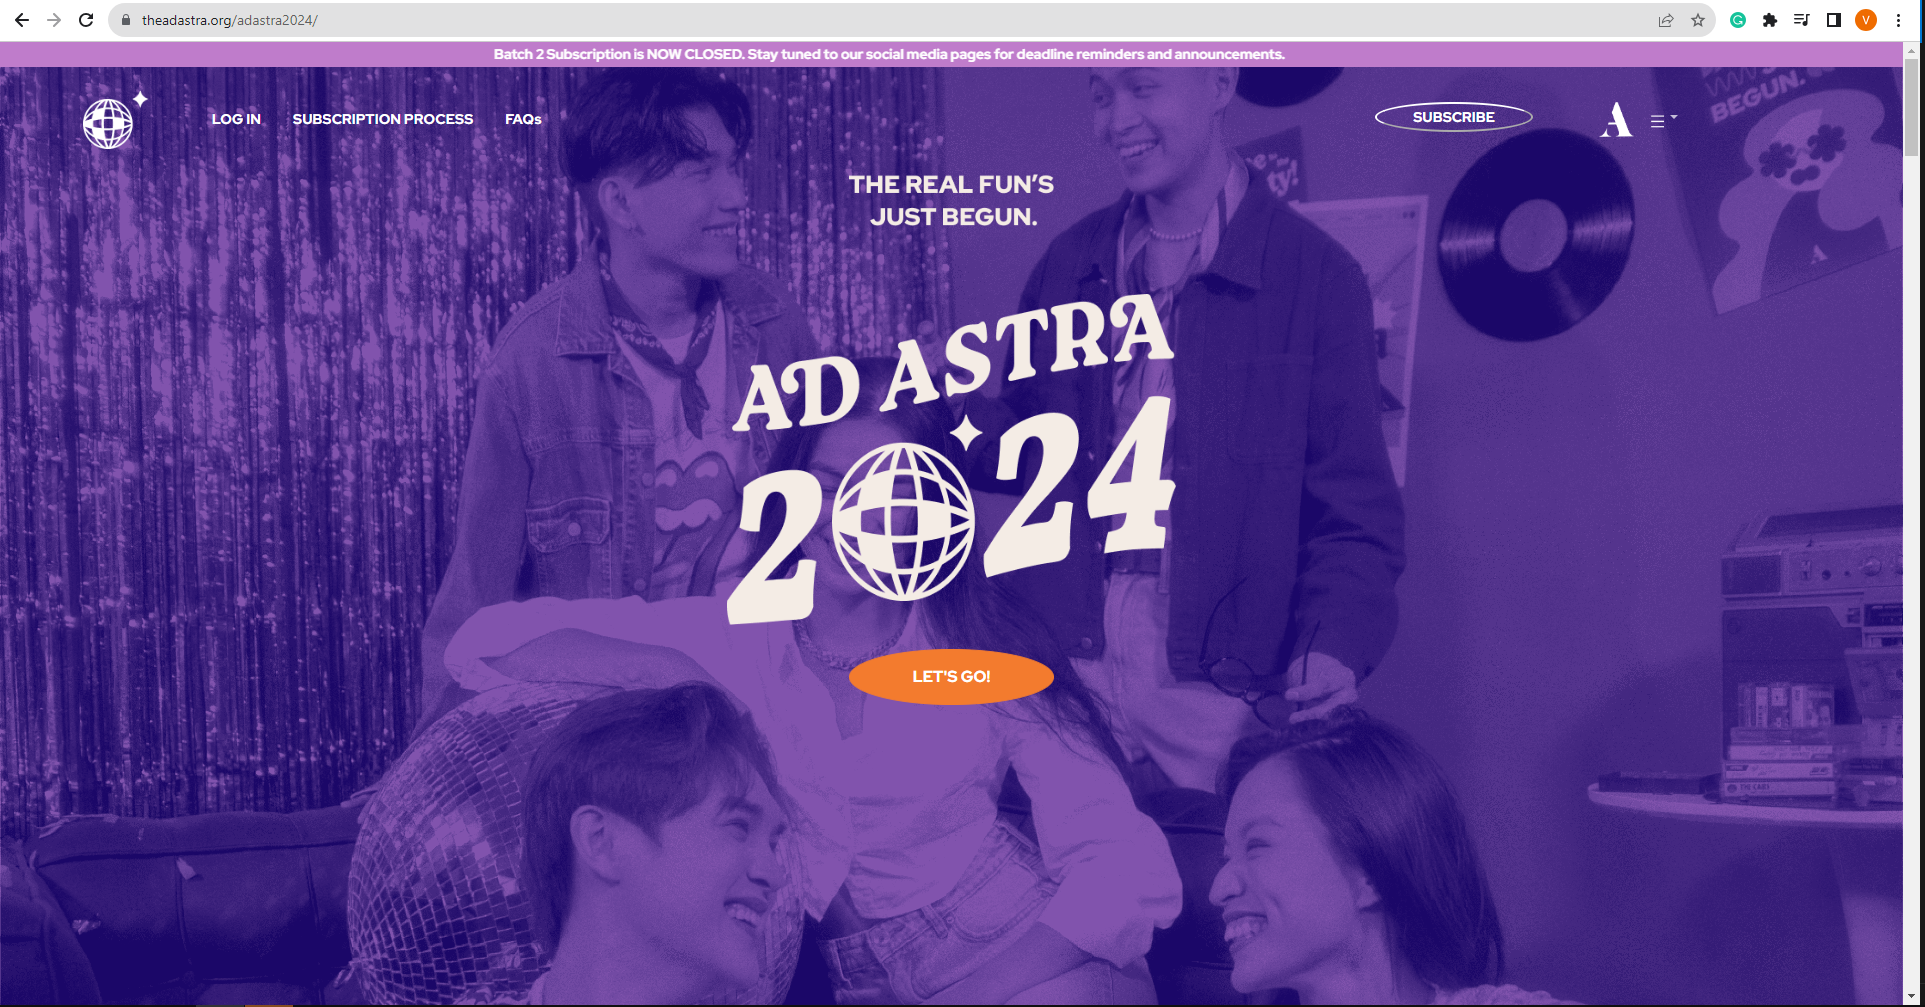 theadastra.org/adastra2024/
V
Batch 2 Subscription is NOW CLOSED. Stay tuned to our social media pages for deadline reminders and announcements.
LOG IN
SUBSCRIPTION PROCESS
FAQs
SUBSCRIBE
A
BEGUN.
THE REAL FUN'S
JUST BEGUN.
AD ASTRA
2024
LET'S GO!
THE CARS